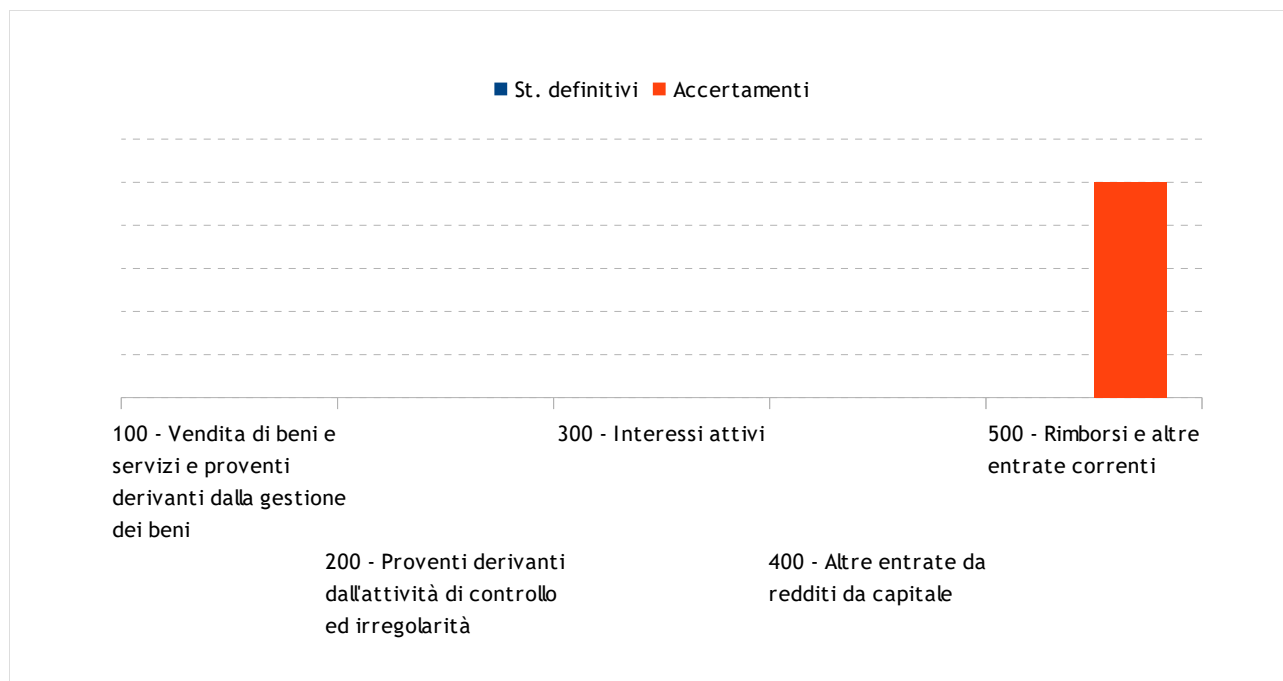 St. definitivi Accertamenti
100 - Vendita di beni e
servizi e proventi
derivanti dalla gestione
dei beni
200 - Proventi derivanti
dall'attività di controllo
ed irregolarità
300 - Interessi attivi
400 - Altre entrate da
redditi da capitale
500 - Rimborsi e altre
entrate correnti